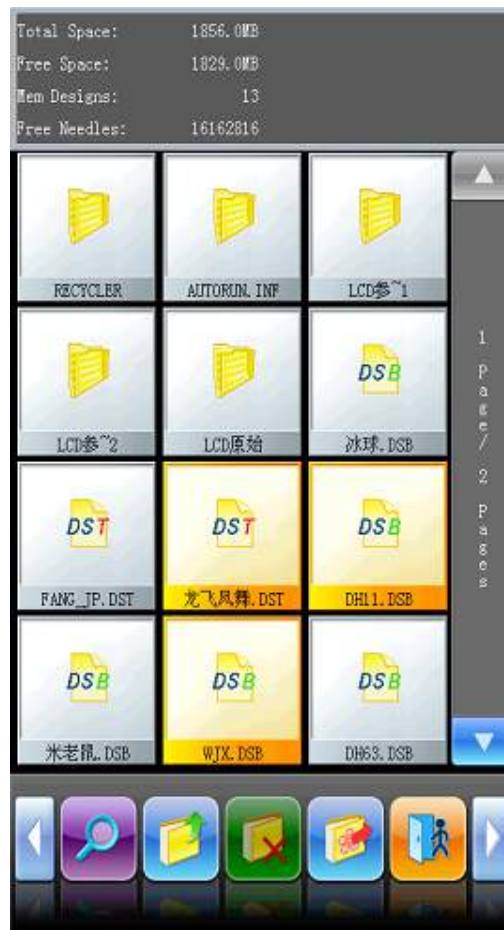 Total Space: 1856.0MB
Free Space: 1829.0MB
Mem Designs: 13
Free Needles: 16162816
RECYCLER AUTORUN.INF LCD参~1
DSB
LCD参~2 LCD原始 冰球.DSB
DST DST DSB
FANG_JP.DST 龙飞凤舞.DST DH11.DSB
DSB DSB DSB
米老鼠.DSB WJX.DSB DH63.DSB
1 Page/ 2 Pages